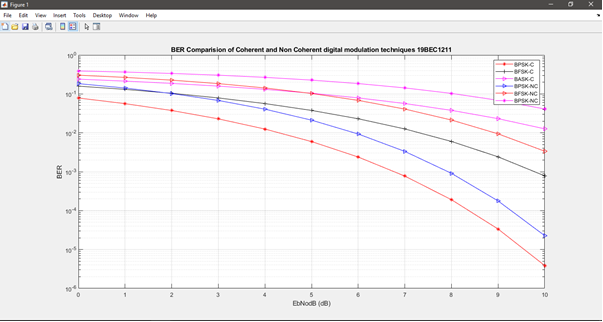 Figure 1
File Edit View Insert Tools Desktop Window Help
BER Comparision of Coherent and Non Coherent digital modulation techniques 19BEC1211
BPSK-C
BFSK-C
BASK-C
BPSK-NC
BFSK-NC
BPSK-NC
10^0
10^-1
10^-2
10^-3
10^-4
10^-5
10^-6
BER
0 1 2 3 4 5 6 7 8 9 10
EbNodB (dB)